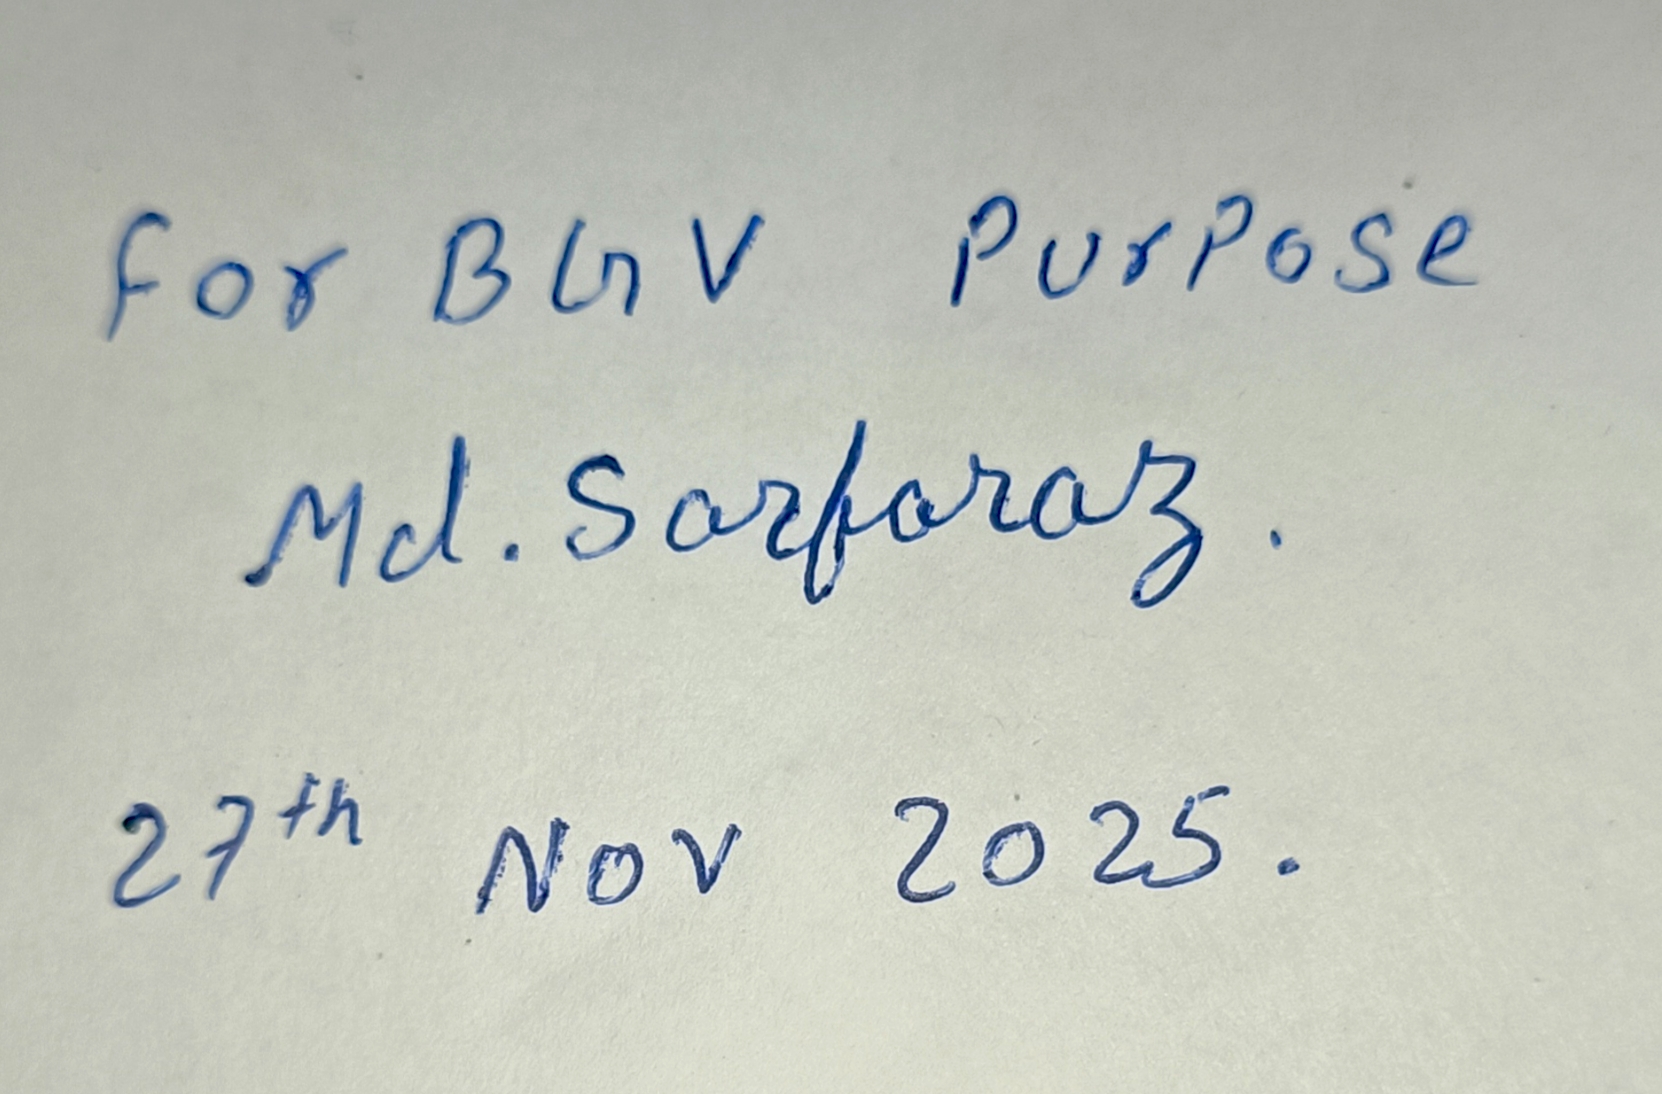 For BGV Purpose
Md. Sarfaraz.
27th Nov 2025.